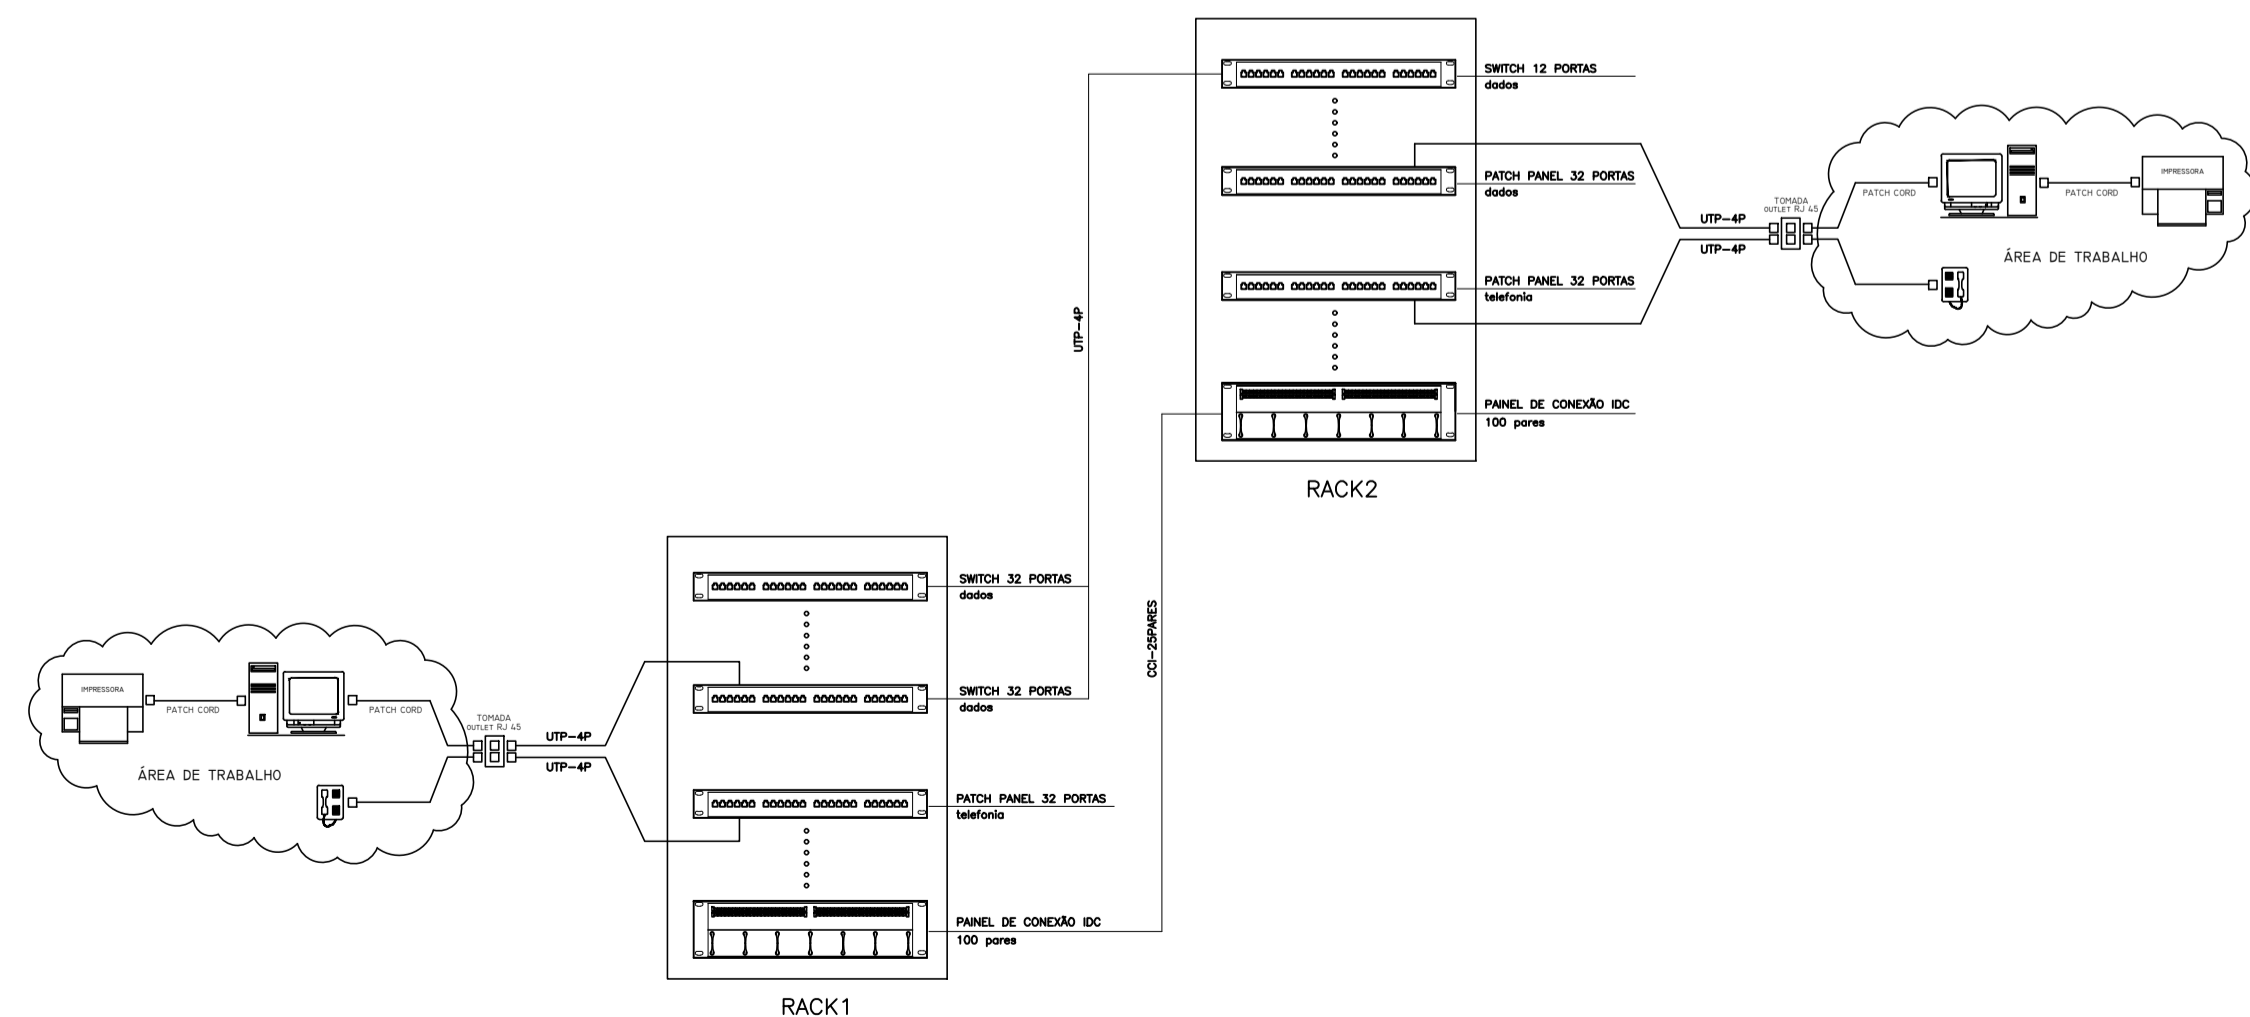 SWITCH 12 PORTAS
dados
PATCH PANEL 32 PORTAS
dados
PATCH PANEL 32 PORTAS
telefonia
PAINEL DE CONEXÃO IDC
100 pares
RACK2
UTP-4P
UTP-4P
TOMADA
OUTLET RJ 45
PATCH CORD
PATCH CORD
IMPRESSORA
ÁREA DE TRABALHO
UTP-4P
CCI-25PARES
SWITCH 32 PORTAS
dados
SWITCH 32 PORTAS
dados
PATCH PANEL 32 PORTAS
telefonia
PAINEL DE CONEXÃO IDC
100 pares
RACK1
IMPRESSORA
PATCH CORD
PATCH CORD
TOMADA
OUTLET RJ 45
UTP-4P
UTP-4P
ÁREA DE TRABALHO